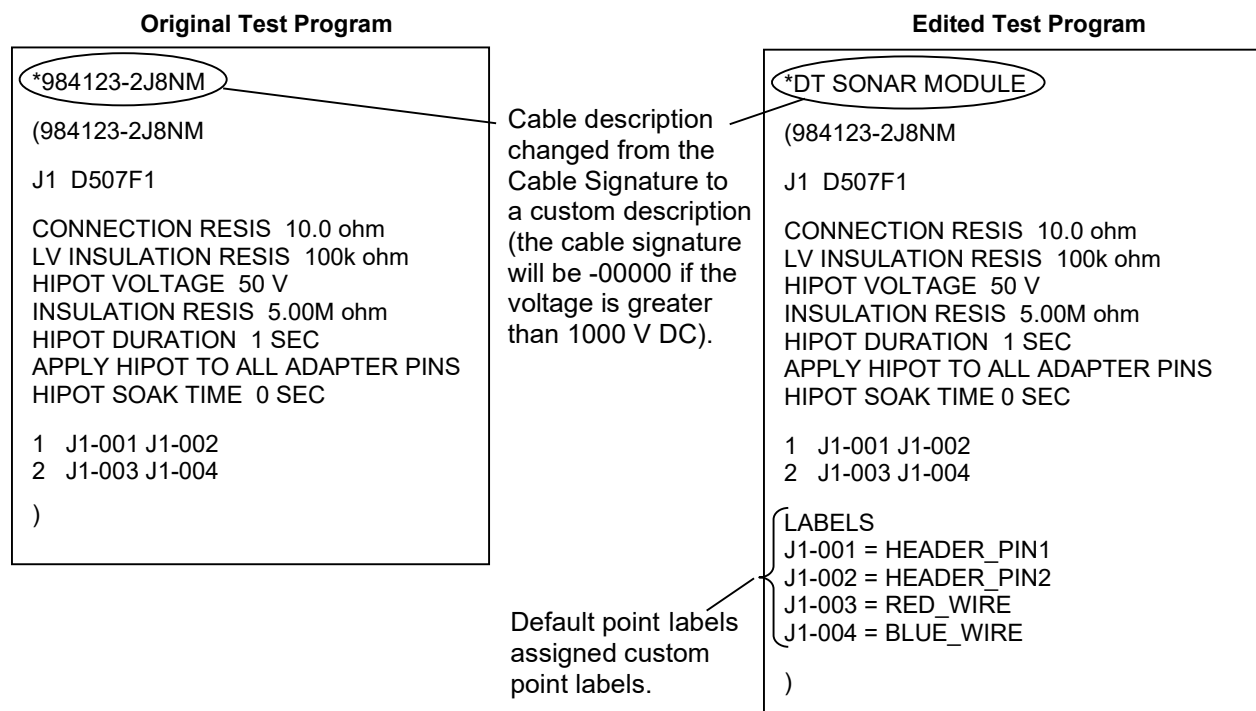 Original Test Program
*984123-2J8NM
(984123-2J8NM
J1 D507F1
CONNECTION RESIS 10.0 ohm
LV INSULATION RESIS 100k ohm
HIPOT VOLTAGE 50 V
INSULATION RESIS 5.00M ohm
HIPOT DURATION 1 SEC
APPLY HIPOT TO ALL ADAPTER PINS
HIPOT SOAK TIME 0 SEC
1 J1-001 J1-002
2 J1-003 J1-004
)
Cable description
changed from the
Cable Signature to
a custom description
(the cable signature
will be -00000 if the
voltage is greater
than 1000 V DC).
Default point labels
assigned custom
point labels.
Edited Test Program
*DT SONAR MODULE
(984123-2J8NM
J1 D507F1
CONNECTION RESIS 10.0 ohm
LV INSULATION RESIS 100k ohm
HIPOT VOLTAGE 50 V
INSULATION RESIS 5.00M ohm
HIPOT DURATION 1 SEC
APPLY HIPOT TO ALL ADAPTER PINS
HIPOT SOAK TIME 0 SEC
1 J1-001 J1-002
2 J1-003 J1-004
LABELS
J1-001 = HEADER_PIN1
J1-002 = HEADER_PIN2
J1-003 = RED_WIRE
J1-004 = BLUE_WIRE
)